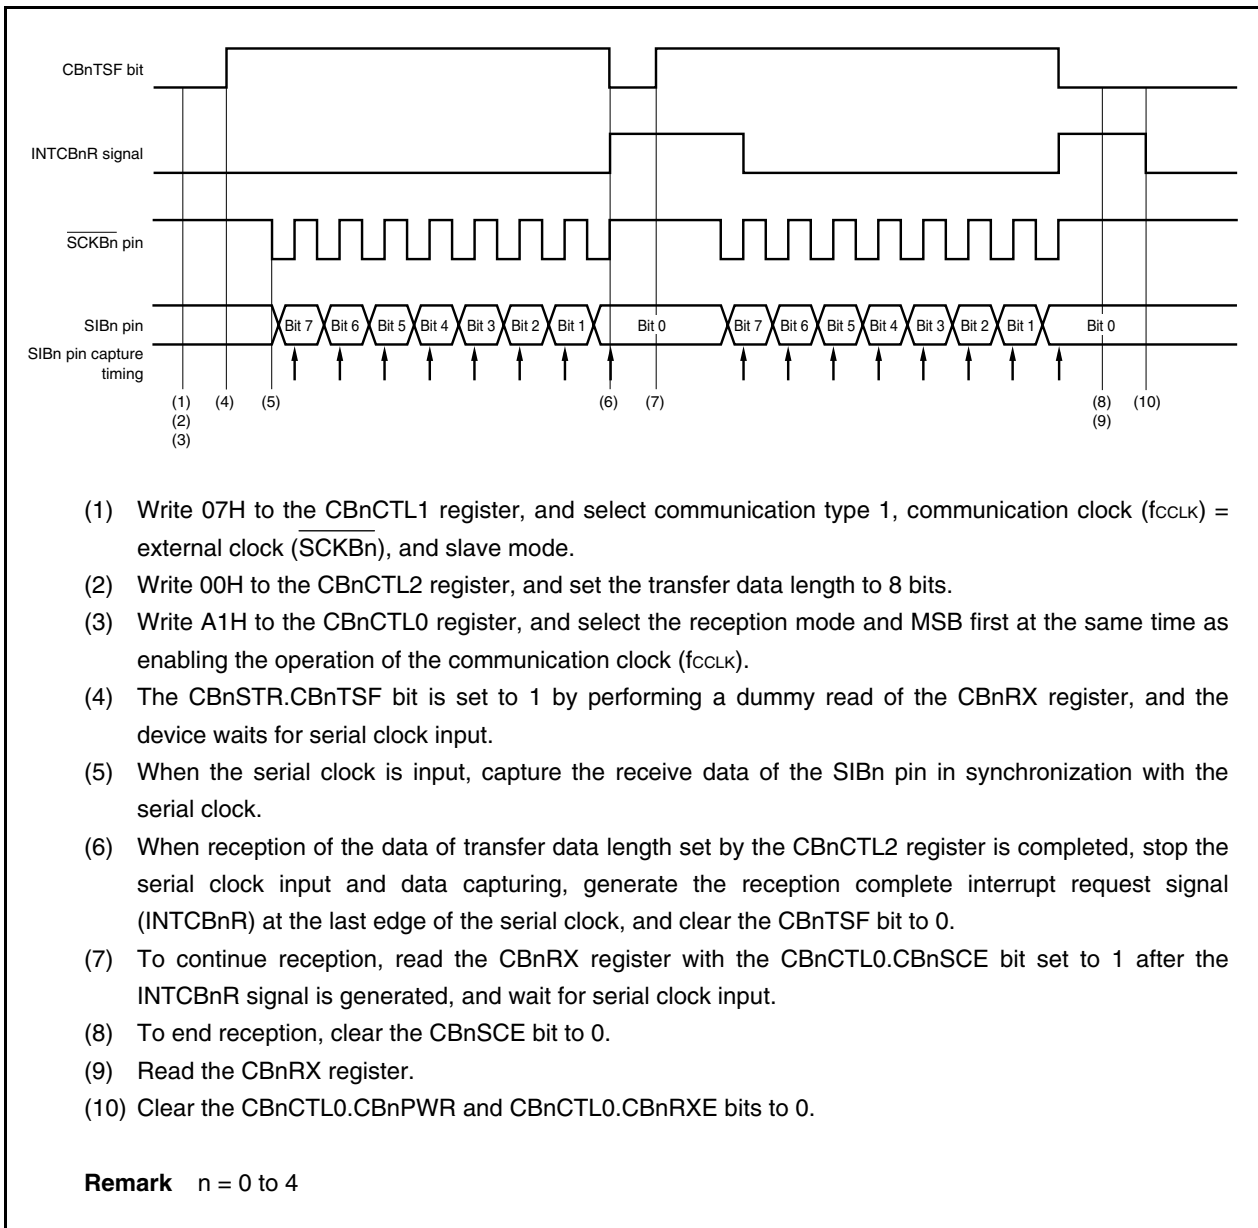 CBnTSF bit
INTCBnR signal
SCKBn pin
SIBn pin
Bit 7 Bit 6 Bit 5 Bit 4 Bit 3 Bit 2 Bit 1 Bit 0 Bit 7 Bit 6 Bit 5 Bit 4 Bit 3 Bit 2 Bit 1 Bit 0
SIBn pin capture
timing
(1) (4) (5) (6) (7) (8) (10)
(2) (9)
(3)
(1) Write 07H to the CBnCTL1 register, and select communication type 1, communication clock (fCCLK) =
external clock (SCKBn), and slave mode.
(2) Write 00H to the CBnCTL2 register, and set the transfer data length to 8 bits.
(3) Write A1H to the CBnCTL0 register, and select the reception mode and MSB first at the same time as
enabling the operation of the communication clock (fCCLK).
(4) The CBnSTR.CBnTSF bit is set to 1 by performing a dummy read of the CBnRX register, and the
device waits for serial clock input.
(5) When the serial clock is input, capture the receive data of the SIBn pin in synchronization with the
serial clock.
(6) When reception of the data of transfer data length set by the CBnCTL2 register is completed, stop the
serial clock input and data capturing, generate the reception complete interrupt request signal
(INTCBnR) at the last edge of the serial clock, and clear the CBnTSF bit to 0.
(7) To continue reception, read the CBnRX register with the CBnCTL0.CBnSCE bit set to 1 after the
INTCBnR signal is generated, and wait for serial clock input.
(8) To end reception, clear the CBnSCE bit to 0.
(9) Read the CBnRX register.
(10) Clear the CBnCTL0.CBnPWR and CBnCTL0.CBnRXE bits to 0.
Remark n = 0 to 4